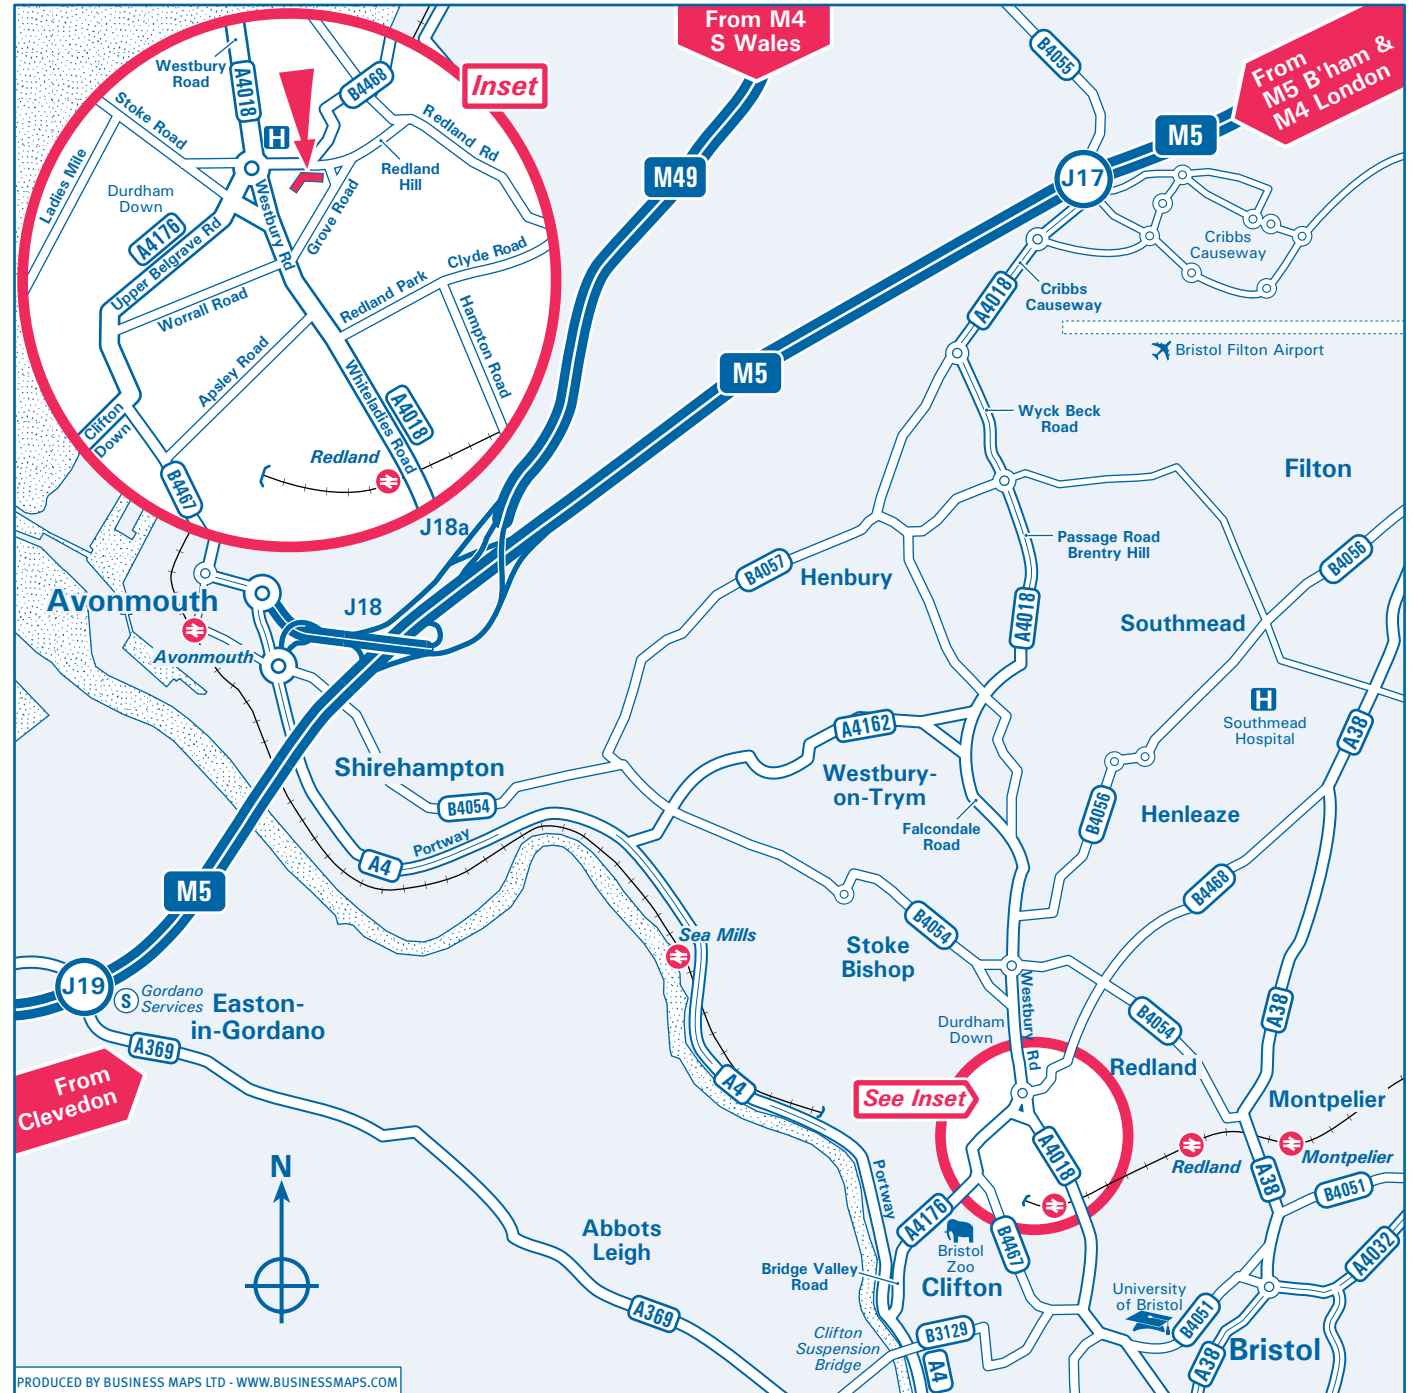 From M4
S Wales
From
M5 B'ham &
M4 London
B4055
M5
J17
M49
Inset
Westbury
Road
A4018
B4468
H
Stoke Road
Redland Rd
Redland
Hill
Ladies Mile
Durdham
Down
A4176
Upper Belgrave Rd
Westbury Rd
Grove Road
Clyde Road
Redland Park
Worrall Road
Hampton Road
Apsley Road
Whiteladies Road
A4018
Clifton
Down
Redland
B4467
Cribbs
Causeway
Cribbs
Causeway
A4018
Bristol Filton Airport
M5
Wyck Beck
Road
Filton
J18a
Passage Road
Brentry Hill
B4056
B4057
Henbury
Avonmouth
J18
A4018
Southmead
Avonmouth
H
Southmead
Hospital
A38
A4162
Shirehampton
Westbury-
on-Trym
B4054
B4056
Henleaze
Falcondale
Road
Portway
A4
M5
B4468
B4054
Sea Mills
Stoke
Bishop
J19
S
Gordano
Services
Easton-
in-Gordano
Westbury Rd
A38
B4054
Durdham
Down
A369
Redland
From
Clevedon
A4
See Inset
Montpelier
A4018
Redland
Montpelier
N
Portway
A38
B4051
A4176
Abbots
Leigh
B4467
Bristol
Zoo
A4032
Bridge Valley
Road
Clifton
University
of Bristol
A369
B4051
Clifton
Suspension
Bridge
B3129
Bristol
A4
A38
PRODUCED BY BUSINESS MAPS LTD - WWW.BUSINESSMAPS.COM